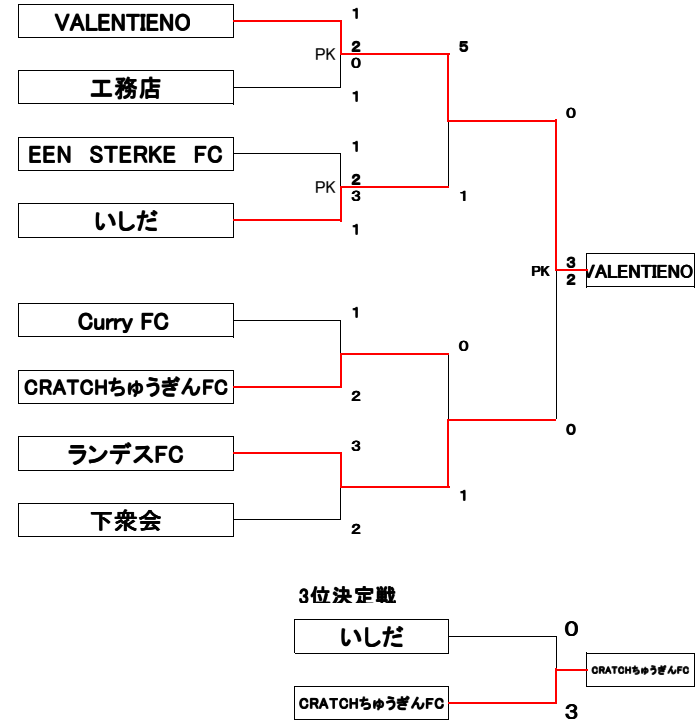 VALENTIENO
1
PK
2
0
5
工務店
1
0
EEN STERKE FC
1
PK
2
3
1
いしだ
1
PK
3
2
VALENTIENO
Curry FC
1
0
CRATCHちゅうぎんFC
2
0
ランデスFC
3
1
下衆会
2
3位決定戦
いしだ
0
CRATCHちゅうぎんFC
CRATCHちゅうぎんFC
3